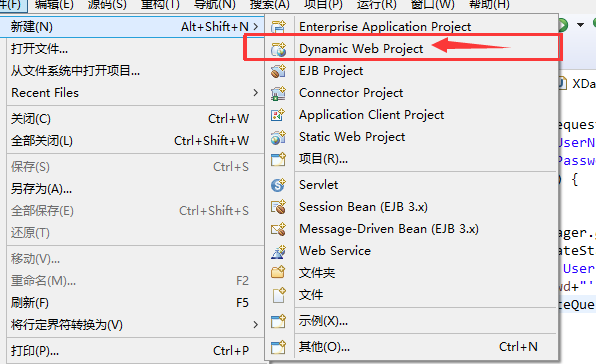 件(F) 编辑(E) 源码(S) 重构(T) 导航(N) 搜索(A) 项目(P) 运行(R) 窗口(W) 帮助(H)
新建(N) Alt+Shift+N >
打开文件...
从文件系统中打开项目...
Recent Files >
关闭(C) Ctrl+W
全部关闭(L) Ctrl+Shift+W
保存(S) Ctrl+S
另存为(A)...
全部保存(E) Ctrl+Shift+S
还原(T)
移动(V)...
重命名(M)... F2
刷新(F) F5
将行定界符转换为(V) >
打印(P)... Ctrl+P
Enterprise Application Project
Dynamic Web Project
EJB Project
Connector Project
Application Client Project
Static Web Project
项目(R)...
Servlet
Session Bean (EJB 3.x)
Message-Driven Bean (EJB 3.x)
Web Service
文件夹
文件
示例(X)...
其他(O)... Ctrl+N
XDa
eques
UserN
Passw
) {
ager.g
ateSt
User
wd+"'
teQue